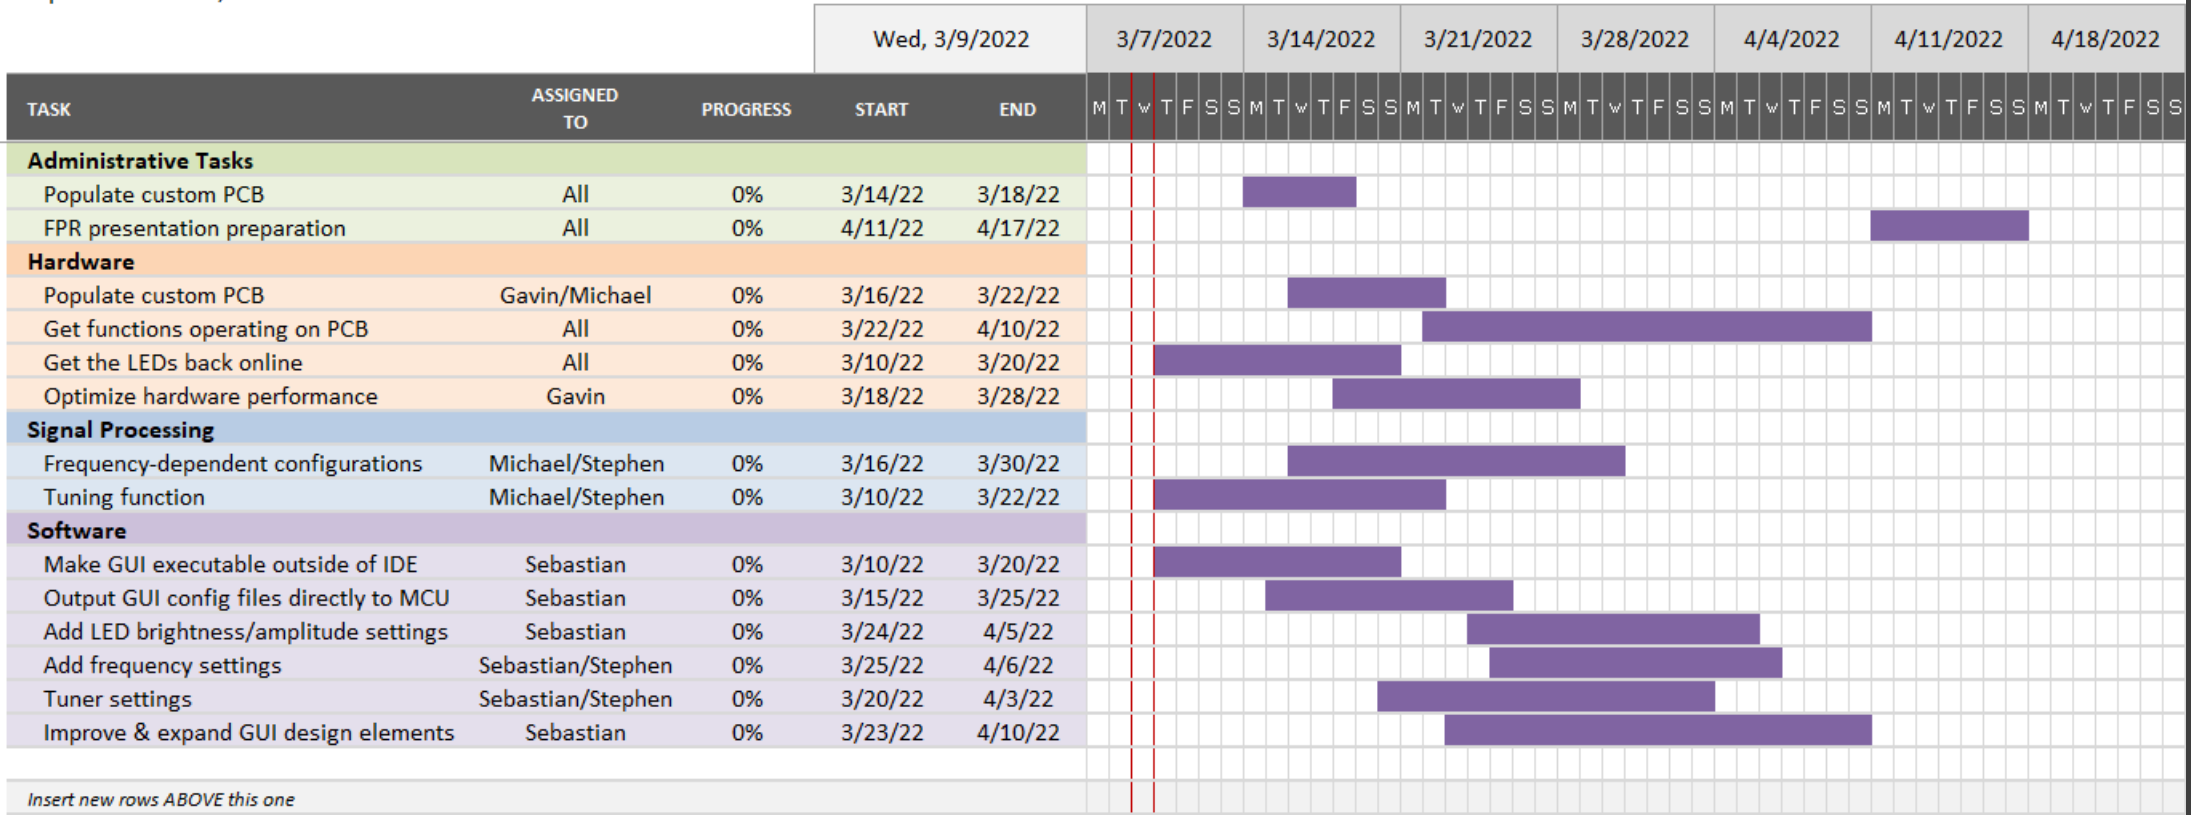 Wed, 3/9/2022 3/7/2022 3/14/2022 3/21/2022 3/28/2022 4/4/2022 4/11/2022 4/18/2022
TASK ASSIGNED TO PROGRESS START END M T W T F S S M T W T F S S M T W T F S S M T W T F S S M T W T F S S M T W T F S S M T W T F S S
Administrative Tasks
Populate custom PCB All 0% 3/14/22 3/18/22
FPR presentation preparation All 0% 4/11/22 4/17/22
Hardware
Populate custom PCB Gavin/Michael 0% 3/16/22 3/22/22
Get functions operating on PCB All 0% 3/22/22 4/10/22
Get the LEDs back online All 0% 3/10/22 3/20/22
Optimize hardware performance Gavin 0% 3/18/22 3/28/22
Signal Processing
Frequency-dependent configurations Michael/Stephen 0% 3/16/22 3/30/22
Tuning function Michael/Stephen 0% 3/10/22 3/22/22
Software
Make GUI executable outside of IDE Sebastian 0% 3/10/22 3/20/22
Output GUI config files directly to MCU Sebastian 0% 3/15/22 3/25/22
Add LED brightness/amplitude settings Sebastian 0% 3/24/22 4/5/22
Add frequency settings Sebastian/Stephen 0% 3/25/22 4/6/22
Tuner settings Sebastian/Stephen 0% 3/20/22 4/3/22
Improve & expand GUI design elements Sebastian 0% 3/23/22 4/10/22
Insert new rows ABOVE this one